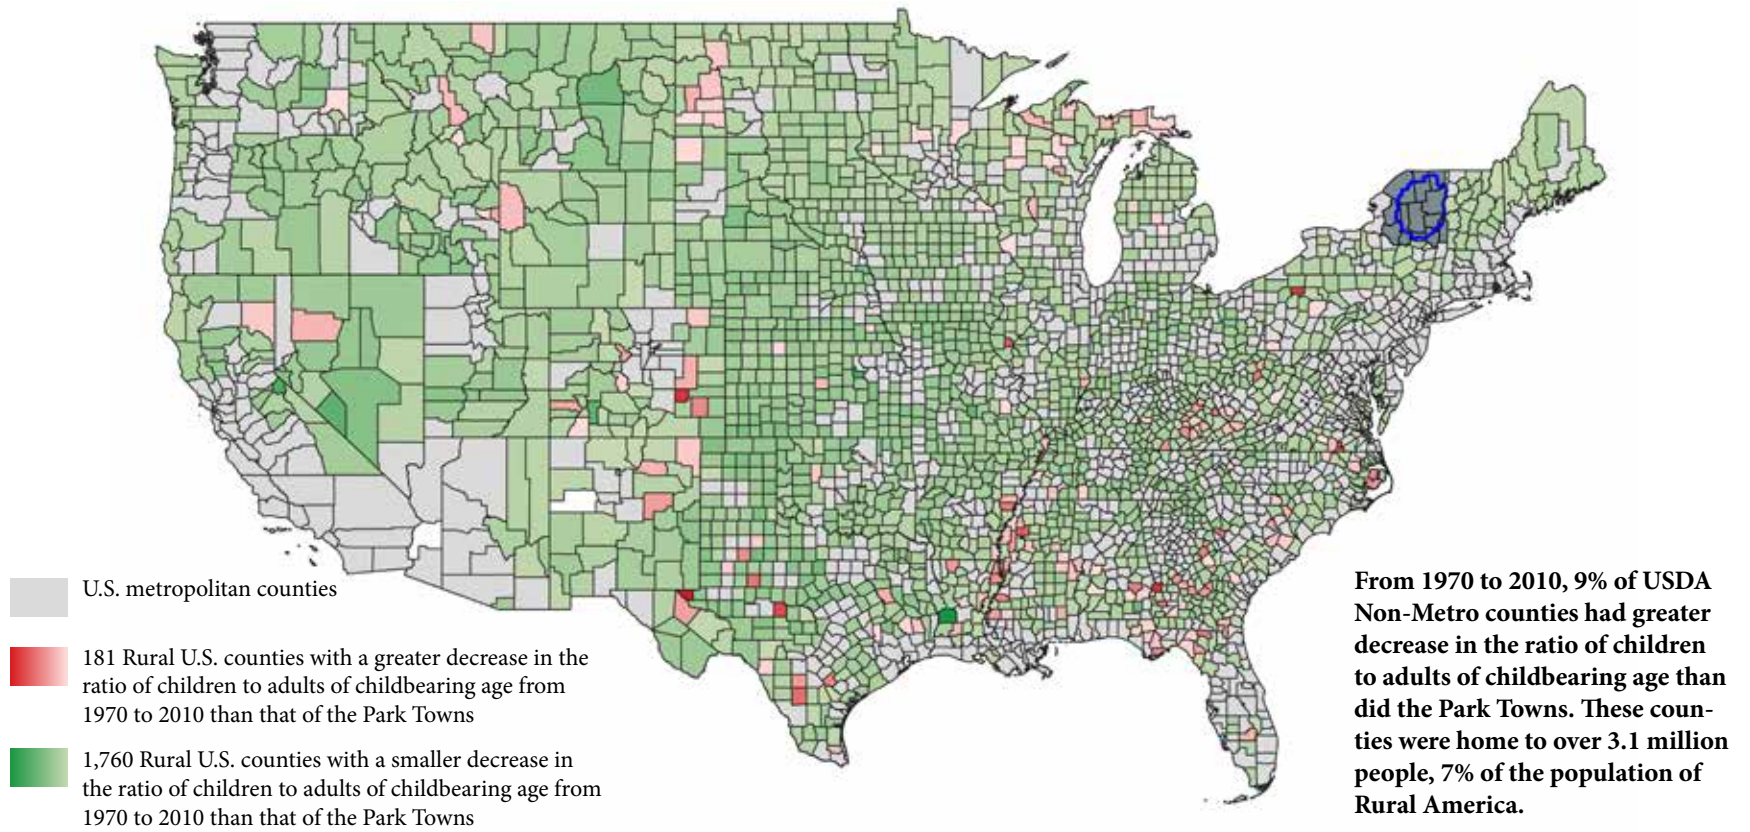 U.S. metropolitan counties
181 Rural U.S. counties with a greater decrease in the
ratio of children to adults of childbearing age from
1970 to 2010 than that of the Park Towns
1,760 Rural U.S. counties with a smaller decrease in
the ratio of children to adults of childbearing age from
1970 to 2010 than that of the Park Towns
From 1970 to 2010, 9% of USDA
Non-Metro counties had greater
decrease in the ratio of children
to adults of childbearing age than
did the Park Towns. These coun-
ties were home to over 3.1 million
people, 7% of the population of
Rural America.